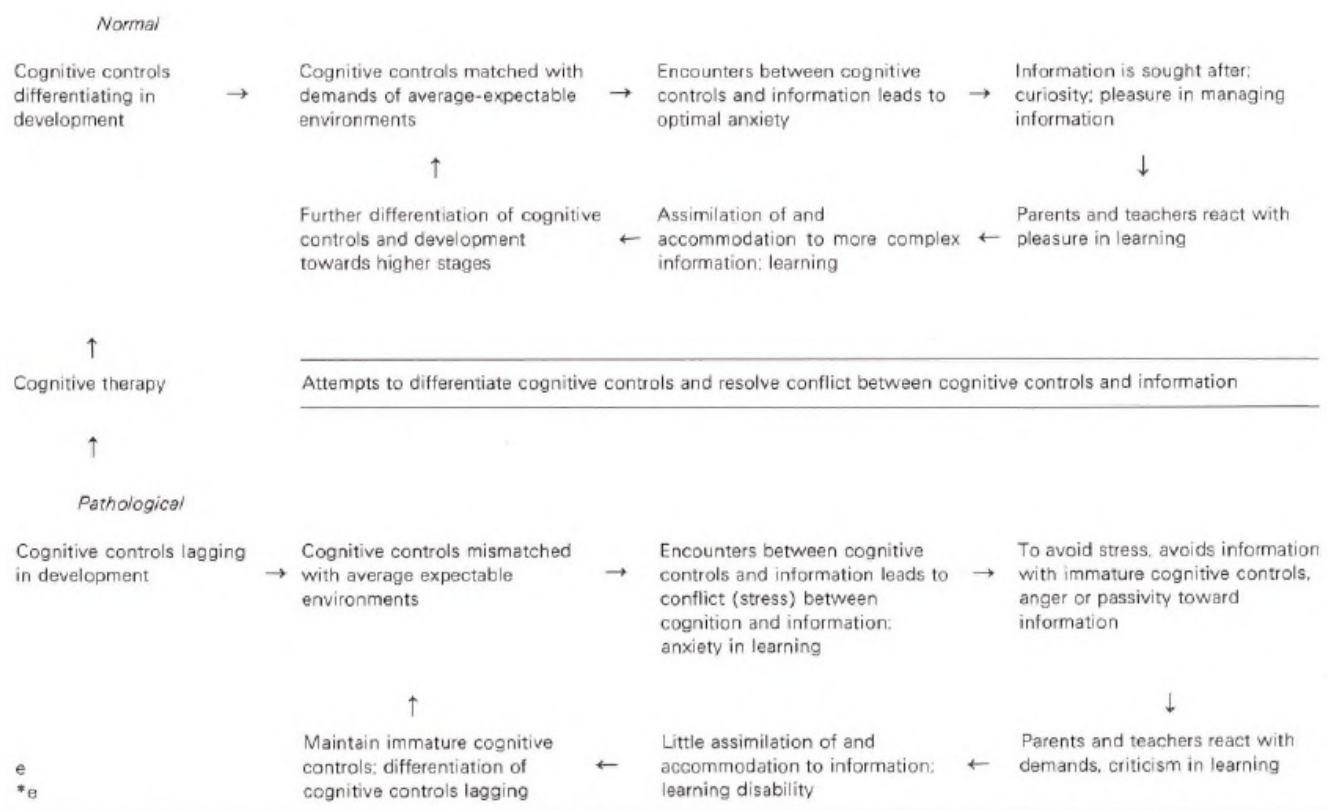 Normal
Cognitive controls
differentiating in
development
→
Cognitive controls matched with
demands of average-expectable
environments
→
Encounters between cognitive
controls and information leads to
optimal anxiety
→
Information is sought after;
curiosity; pleasure in managing
information
↑
↓
Further differentiation of cognitive
controls and development
towards higher stages
←
Assimilation of and
accommodation to more complex
information; learning
←
Parents and teachers react with
pleasure in learning
↑
Cognitive therapy
Attempts to differentiate cognitive controls and resolve conflict between cognitive controls and information
↑
Pathological
Cognitive controls lagging
in development
→
Cognitive controls mismatched
with average expectable
environments
→
Encounters between cognitive
controls and information leads to
conflict (stress) between
cognition and information;
anxiety in learning
→
To avoid stress, avoids information
with immature cognitive controls,
anger or passivity toward
information
↑
↓
Maintain immature cognitive
controls; differentiation of
cognitive controls lagging
←
Little assimilation of and
accommodation to information;
learning disability
←
Parents and teachers react with
demands, criticism in learning
e
*e